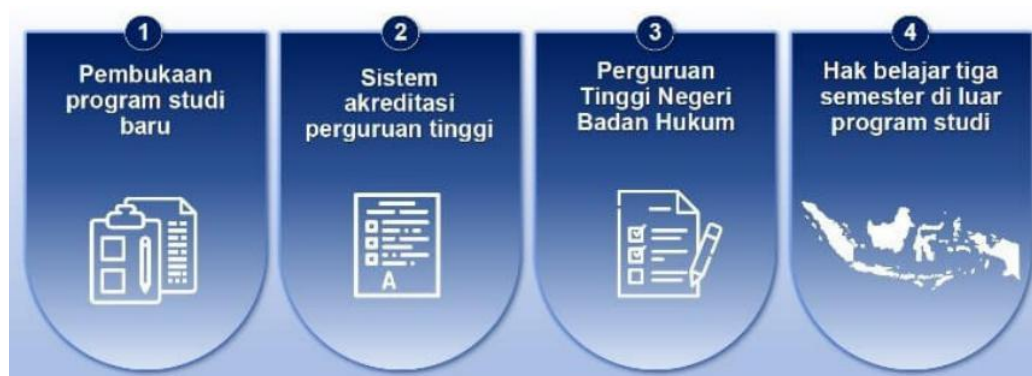 1
Pembukaan
program studi
baru
2
Sistem
akreditasi
perguruan tinggi
A
3
Perguruan
Tinggi Negeri
Badan Hukum
4
Hak belajar tiga
semester di luar
program studi